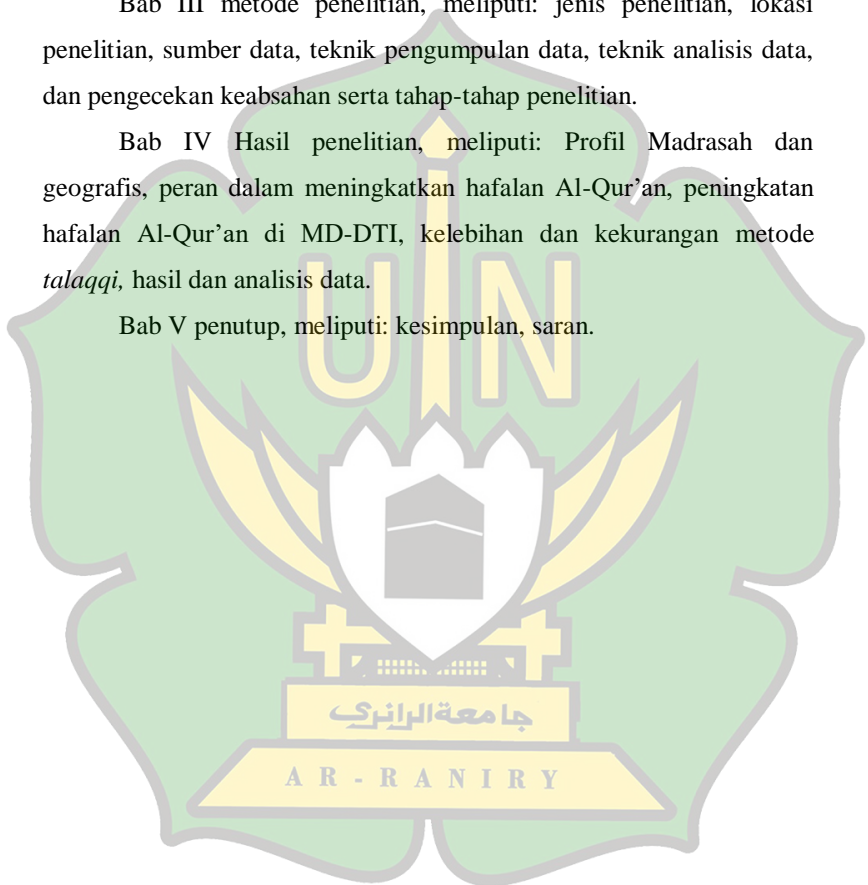 Bab III metode penelitian, meliputi: jenis penelitian, lokasi
penelitian, sumber data, teknik pengumpulan data, teknik analisis data,
dan pengecekan keabsahan serta tahap-tahap penelitian.
Bab IV Hasil penelitian, meliputi: Profil Madrasah dan
geografis, peran dalam meningkatkan hafalan Al-Qur’an, peningkatan
hafalan Al-Qur’an di MD-DTI, kelebihan dan kekurangan metode
talaqqi, hasil dan analisis data.
Bab V penutup, meliputi: kesimpulan, saran.
UIN
جامعة الرانري
AR-RANIRY